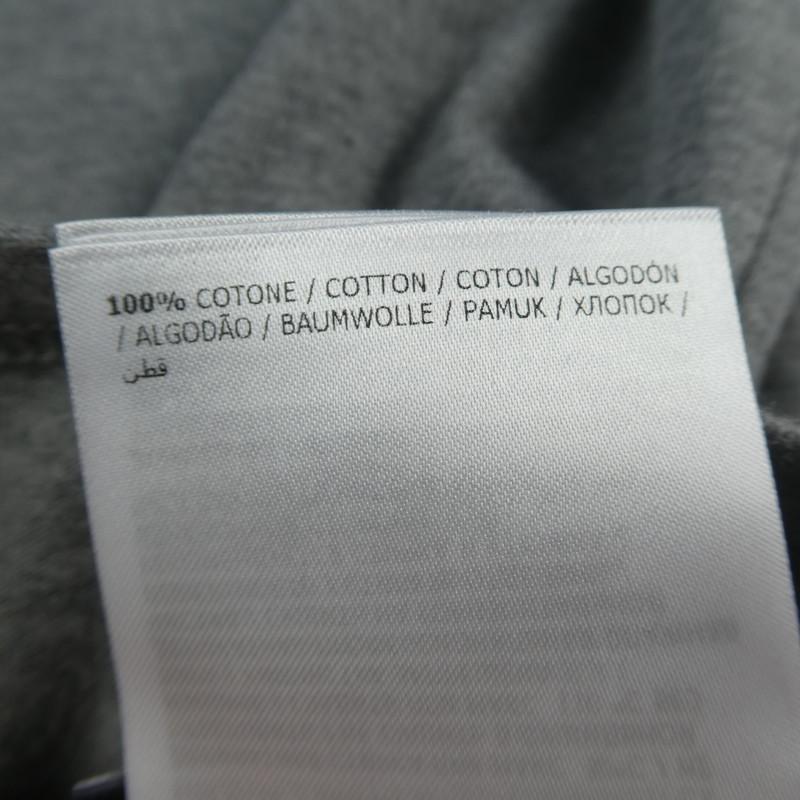 100% COTONE / COTTON / COTON / ALGODÓN
/ ALGODÃO / BAUMWOLLE / PAMUK / ХЛОПОК /
قطن